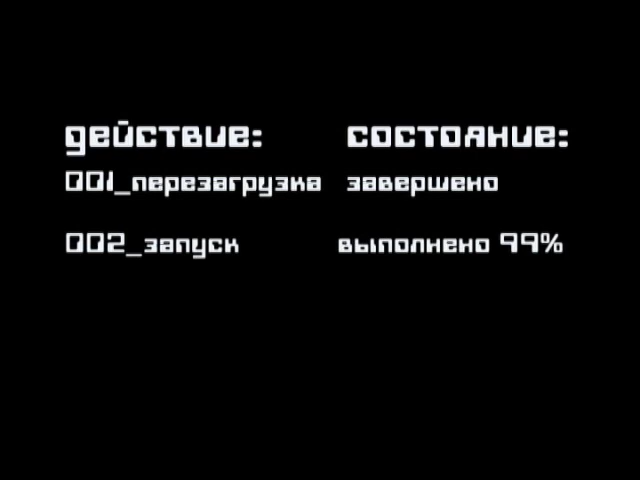 действие: состояние:
001_перезагрузка завершено
002_запуск выполнено 99%